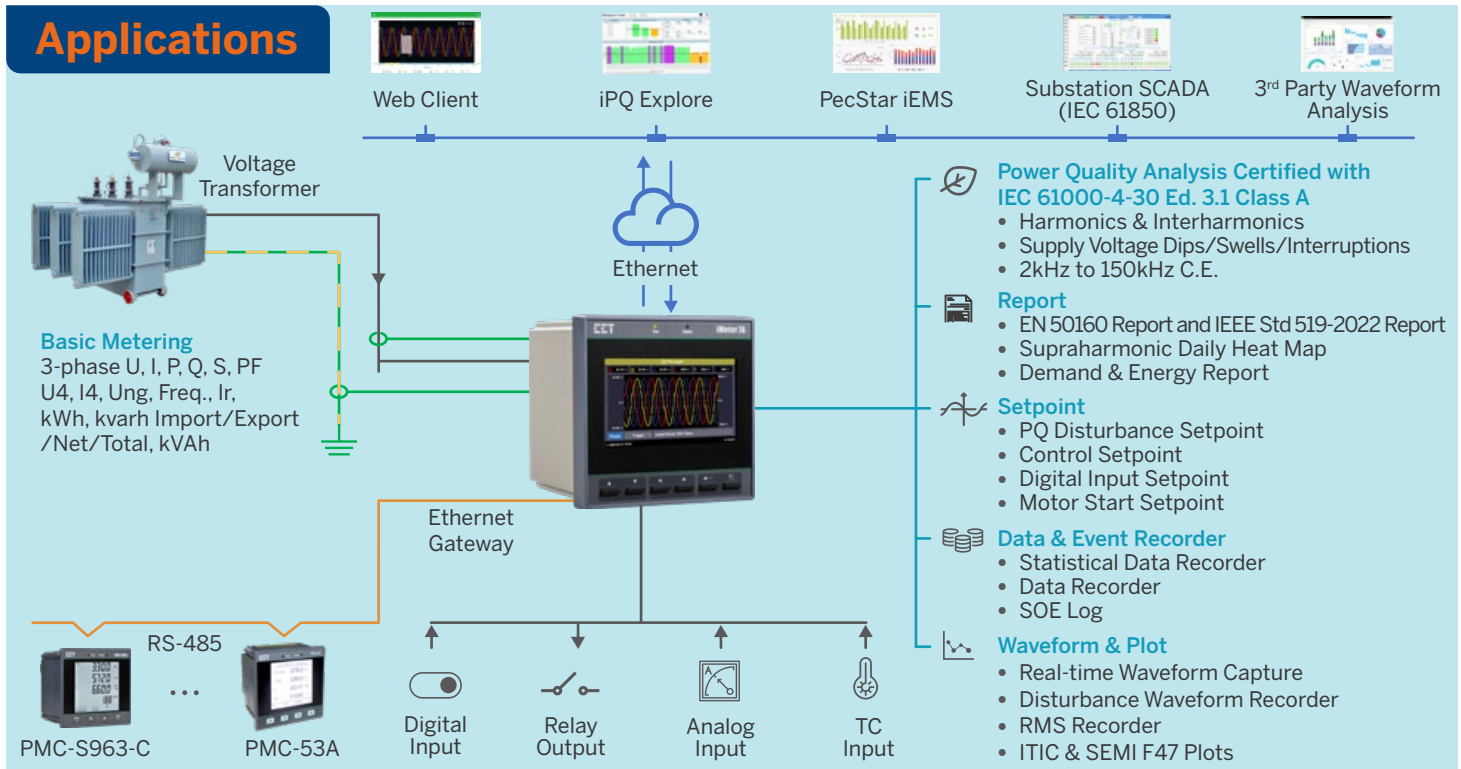 Applications
Web Client
iPQ Explore
PecStar iEMS
Substation SCADA
(IEC 61850)
3rd Party Waveform
Analysis
Voltage
Transformer
Ethernet
Basic Metering
3-phase U, I, P, Q, S, PF
U4, I4, Ung, Freq., Ir,
kWh, kvarh Import/Export
/Net/Total, kVAh
CET
iMeter 7A
Ethernet
Gateway
RS-485
...
PMC-S963-C
PMC-53A
Digital
Input
Relay
Output
A
Analog
Input
TC
Input
Power Quality Analysis Certified with
IEC 61000-4-30 Ed. 3.1 Class A
• Harmonics & Interharmonics
• Supply Voltage Dips/Swells/Interruptions
• 2kHz to 150kHz C.E.
Report
• EN 50160 Report and IEEE Std 519-2022 Report
• Supraharmonic Daily Heat Map
• Demand & Energy Report
Setpoint
• PQ Disturbance Setpoint
• Control Setpoint
• Digital Input Setpoint
• Motor Start Setpoint
Data & Event Recorder
• Statistical Data Recorder
• Data Recorder
• SOE Log
Waveform & Plot
• Real-time Waveform Capture
• Disturbance Waveform Recorder
• RMS Recorder
• ITIC & SEMI F47 Plots